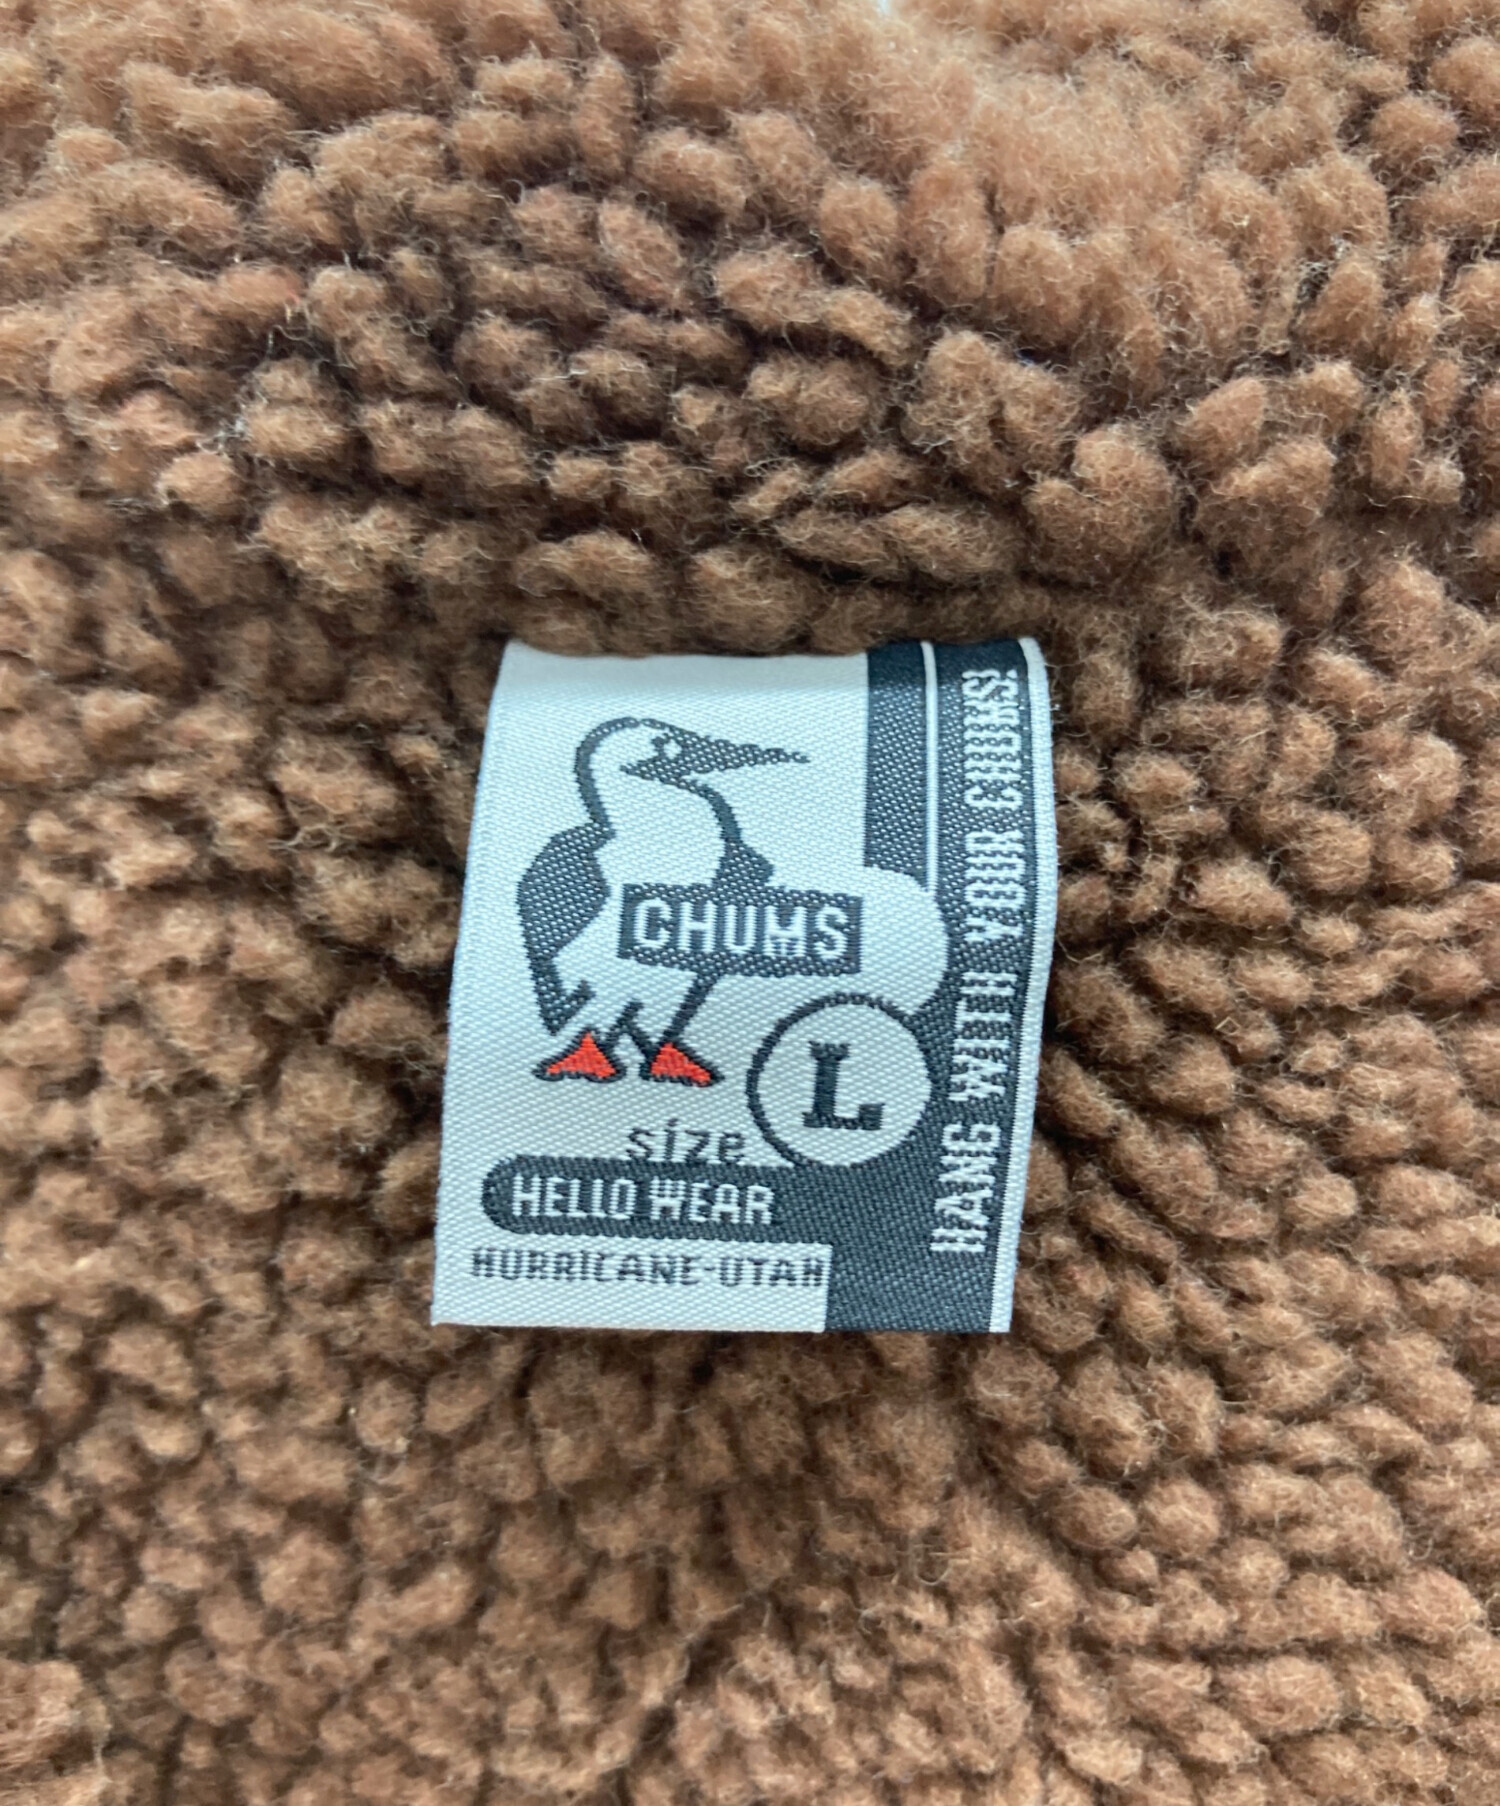 CHUMS
L
size
HELLO WEAR
HURRICANE-UTAH
HANG WITH YOUR CHUMS!